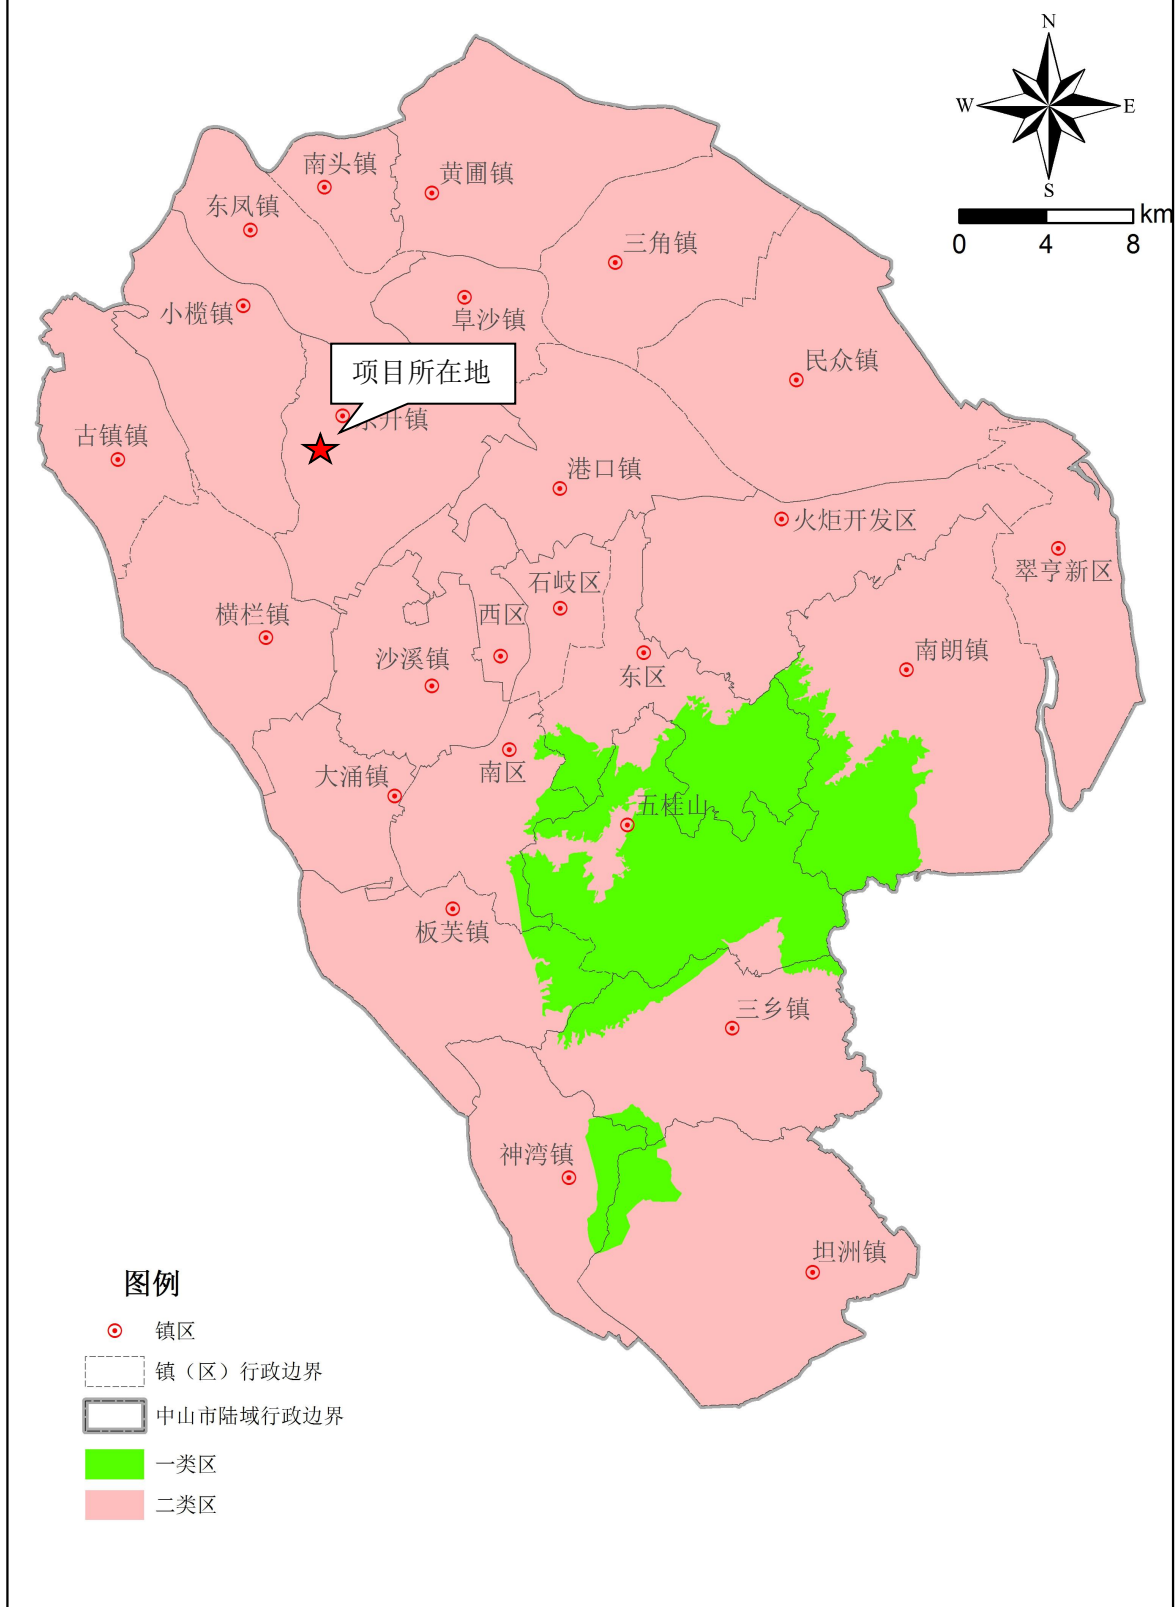 N
W
E
S
km
0
4
8
南头镇
黄圃镇
东凤镇
三角镇
小榄镇
阜沙镇
民众镇
项目所在地
东升镇
古镇镇
港口镇
火炬开发区
翠亨新区
石岐区
横栏镇
西区
沙溪镇
东区
南朗镇
南区
大涌镇
五桂山
板芙镇
三乡镇
神湾镇
坦洲镇
图例
镇区
镇（区）行政边界
中山市陆域行政边界
一类区
二类区